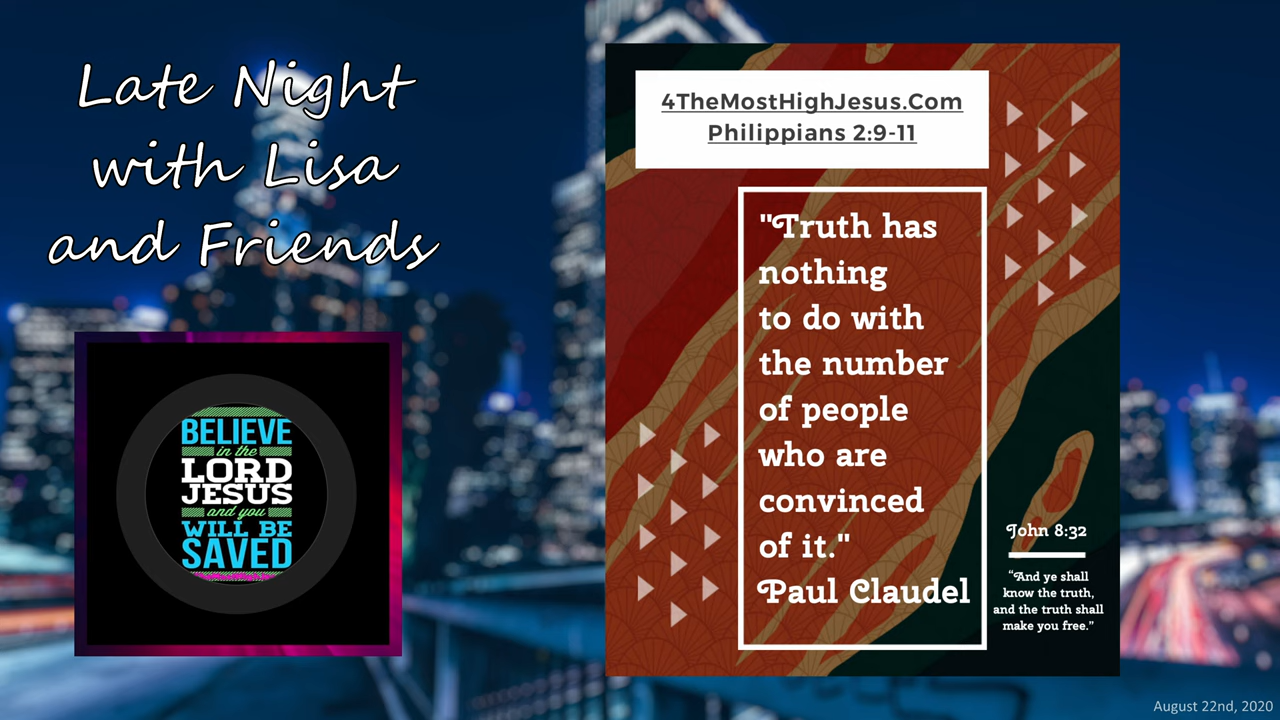 Late Night
with Lisa
and Friends
BELIEVE
in the
LORD
JESUS
and you
WILL BE
SAVED
4TheMostHighJesus.Com
Philippians 2:9-11
"Truth has
nothing
to do with
the number
of people
who are
convinced
of it."
Paul Claudel
John 8:32
“And ye shall
know the truth,
and the truth shall
make you free.”
August 22nd, 2020